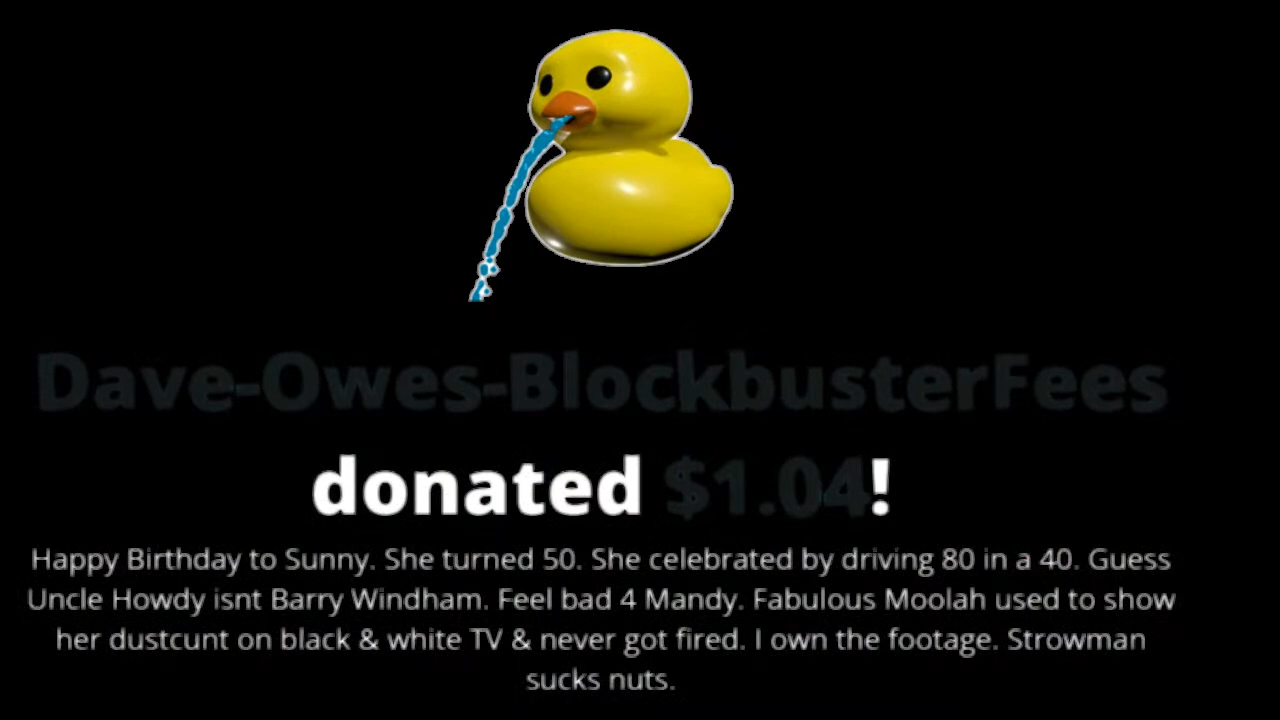 Dave-Owes-BlockbusterFees
donated $1.04!
Happy Birthday to Sunny. She turned 50. She celebrated by driving 80 in a 40. Guess
Uncle Howdy isnt Barry Windham. Feel bad 4 Mandy. Fabulous Moolah used to show
her dustcunt on black & white TV & never got fired. I own the footage. Strowman
sucks nuts.